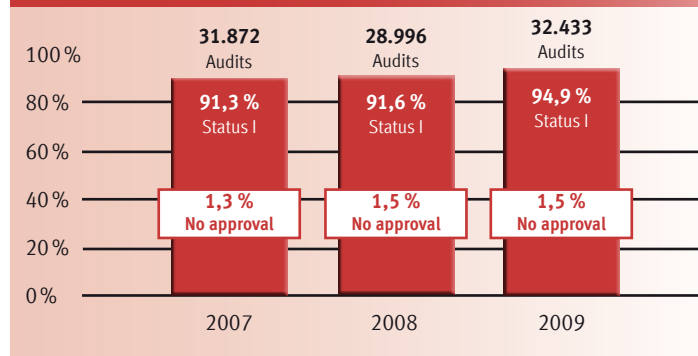 31.872
Audits
28.996
Audits
32.433
Audits
100 %
80 %
60 %
40 %
20 %
0 %
91,3 %
Status I
91,6 %
Status I
94,9 %
Status I
1,3 %
No approval
1,5 %
No approval
1,5 %
No approval
2007
2008
2009